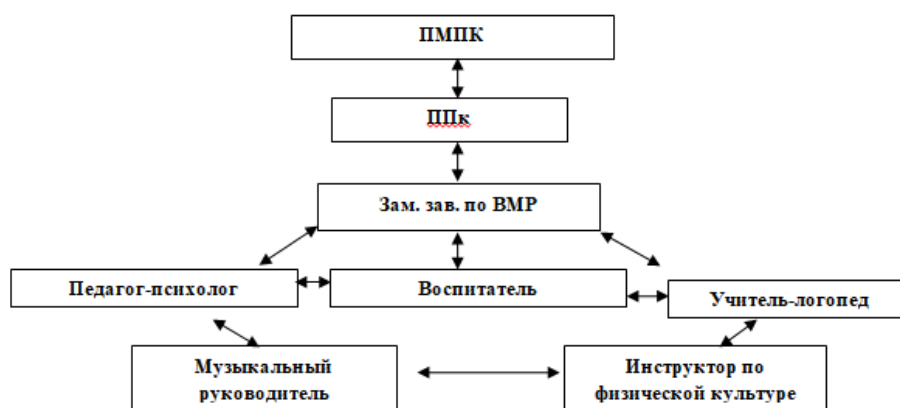 ПМПК
ППк
Зам. зав. по ВМР
Педагог-психолог
Воспитатель
Учитель-логопед
Музыкальный
руководитель
Инструктор по
физической культуре